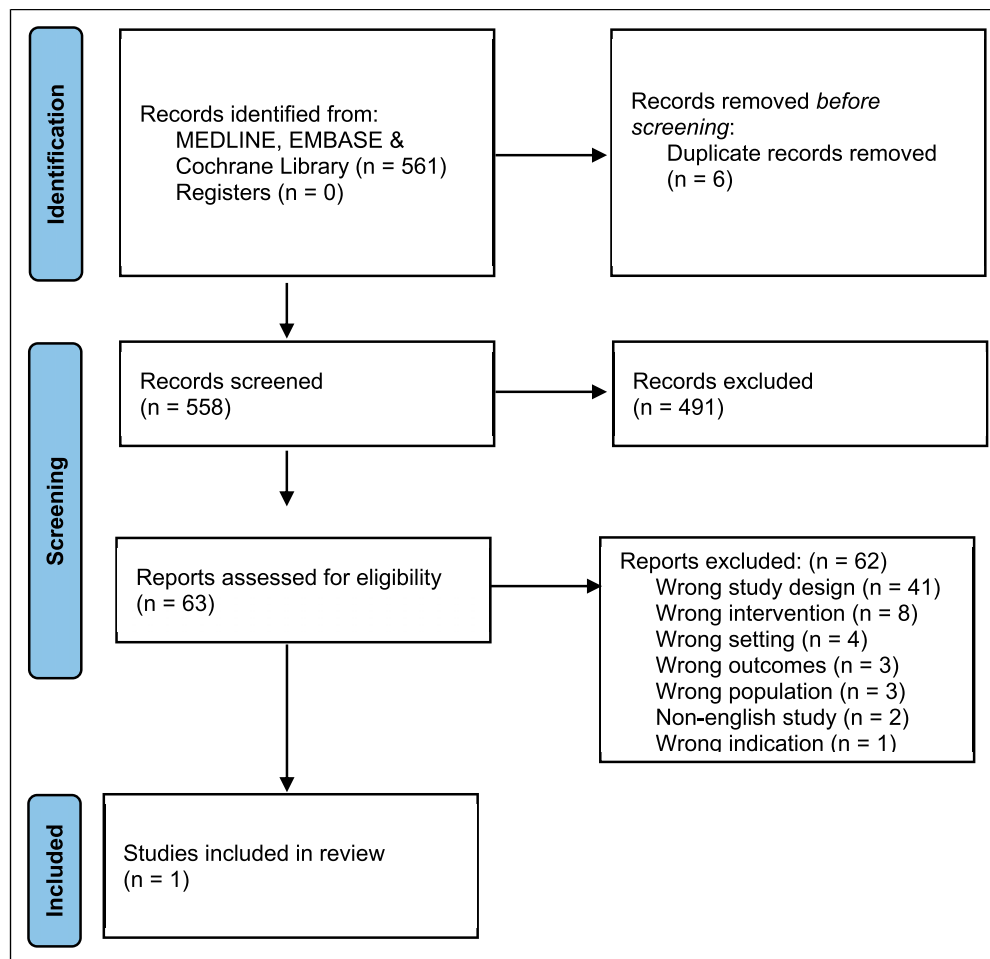 Identification
Records identified from:
MEDLINE, EMBASE &
Cochrane Library (n = 561)
Registers (n = 0)
Records removed before
screening:
Duplicate records removed
(n = 6)
Screening
Records screened
(n = 558)
Records excluded
(n = 491)
Reports assessed for eligibility
(n = 63)
Reports excluded: (n = 62)
Wrong study design (n = 41)
Wrong intervention (n = 8)
Wrong setting (n = 4)
Wrong outcomes (n = 3)
Wrong population (n = 3)
Non-english study (n = 2)
Wrong indication (n = 1)
Included
Studies included in review
(n = 1)